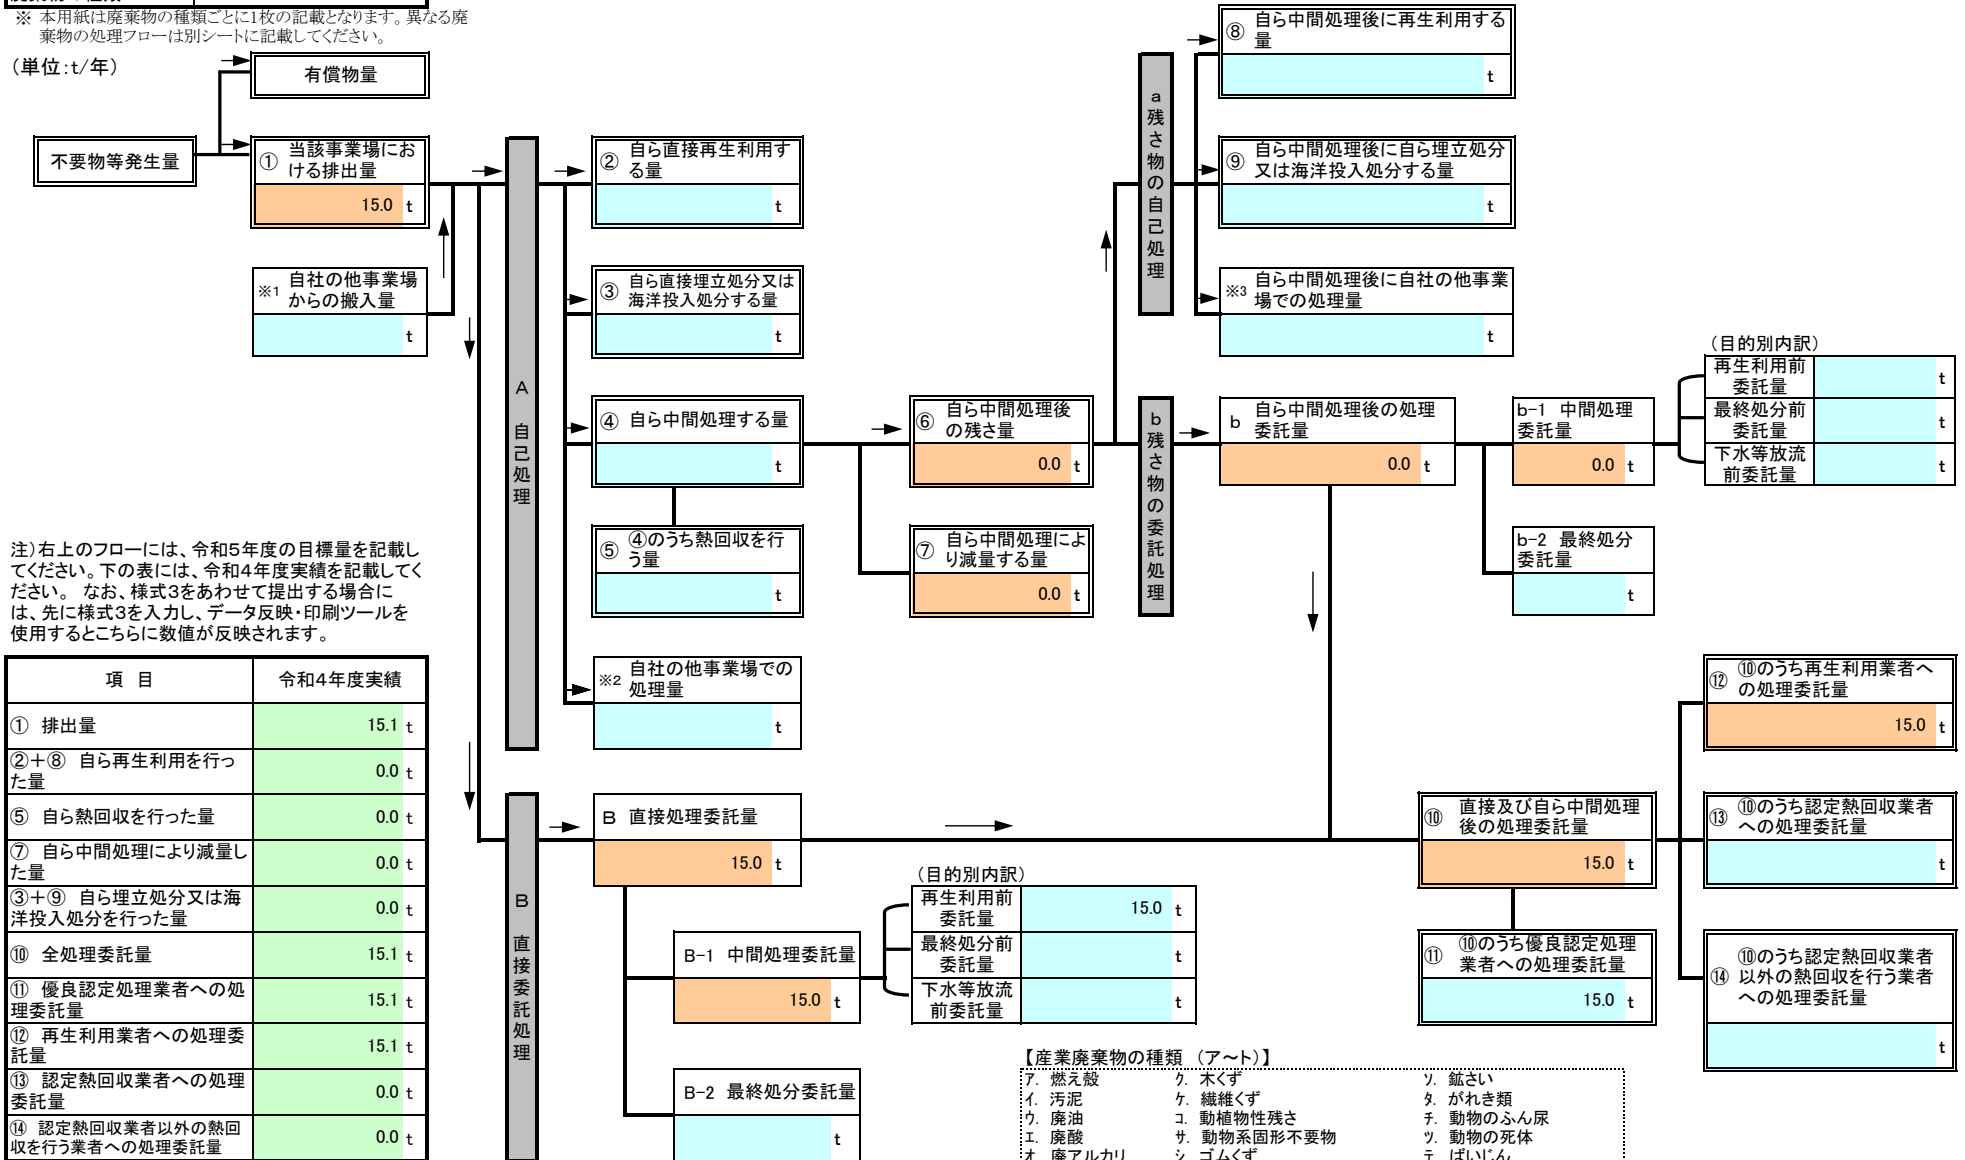 ※ 本用紙は廃棄物の種類ごとに1枚の記載となります。異なる廃
棄物の処理フローは別シートに記載してください。
（単位：t/年）
有償物量
不要物等発生量
① 当該事業場にお
ける排出量
15.0 t
※1 自社の他事業場
からの搬入量
t
A 自己処理
② 自ら直接再生利用す
る量
t
③ 自ら直接埋立処分又は
海洋投入処分する量
t
④ 自ら中間処理する量
t
⑤ ④のうち熱回収を行
う量
t
※2 自社の他事業場での
処理量
t
⑥ 自ら中間処理後
の残さ量
0.0 t
⑦ 自ら中間処理によ
り減量する量
0.0 t
a 残さ物の自己処理
⑧ 自ら中間処理後に再生利用する
量
t
⑨ 自ら中間処理後に自ら埋立処分
又は海洋投入処分する量
t
※3 自ら中間処理後に自社の他事業
場での処理量
t
b 残さ物の委託処理
b 自ら中間処理後の処理
委託量
0.0 t
b-1 中間処理
委託量
0.0 t
b-2 最終処分
委託量
t
（目的別内訳）
再生利用前
委託量
t
最終処分前
委託量
t
下水等放流
前委託量
t
注）右上のフローには、令和5年度の目標量を記載し
てください。下の表には、令和4年度実績を記載してく
ださい。 なお、様式3をあわせて提出する場合に
は、先に様式3を入力し、データ反映・印刷ツールを
使用するとこちらに数値が反映されます。
項 目 令和4年度実績
① 排出量 15.1 t
②＋⑧ 自ら再生利用を行っ
た量 0.0 t
⑤ 自ら熱回収を行った量 0.0 t
⑦ 自ら中間処理により減量し
た量 0.0 t
③＋⑨ 自ら埋立処分又は海
洋投入処分を行った量 0.0 t
⑩ 全処理委託量 15.1 t
⑪ 優良認定処理業者への処
理委託量 15.1 t
⑫ 再生利用業者への処理委
託量 15.1 t
⑬ 認定熱回収業者への処理
委託量 0.0 t
⑭ 認定熱回収業者以外の熱回
収を行う業者への処理委託量 0.0 t
B 直接委託処理
B 直接処理委託量
15.0 t
B-1 中間処理委託量
15.0 t
B-2 最終処分委託量
t
（目的別内訳）
再生利用前
委託量
15.0 t
最終処分前
委託量
t
下水等放流
前委託量
t
⑩ 直接及び自ら中間処理
後の処理委託量
15.0 t
⑪ ⑩のうち優良認定処理
業者への処理委託量
15.0 t
⑫ ⑩のうち再生利用業者へ
の処理委託量
15.0 t
⑬ ⑩のうち認定熱回収業者
への処理委託量
t
⑭ ⑩のうち認定熱回収業者
以外の熱回収を行う業者
への処理委託量
t
【産業廃棄物の種類 （ア～ト）】
ア. 燃え殻 ク. 木くず ソ. 鉱さい
イ. 汚泥 ケ. 繊維くず タ. がれき類
ウ. 廃油 コ. 動植物性残さ チ. 動物のふん尿
エ. 廃酸 サ. 動物系固形不要物 ツ. 動物の死体
オ. 廃アルカリ シ. ゴムくず テ. ばいじん